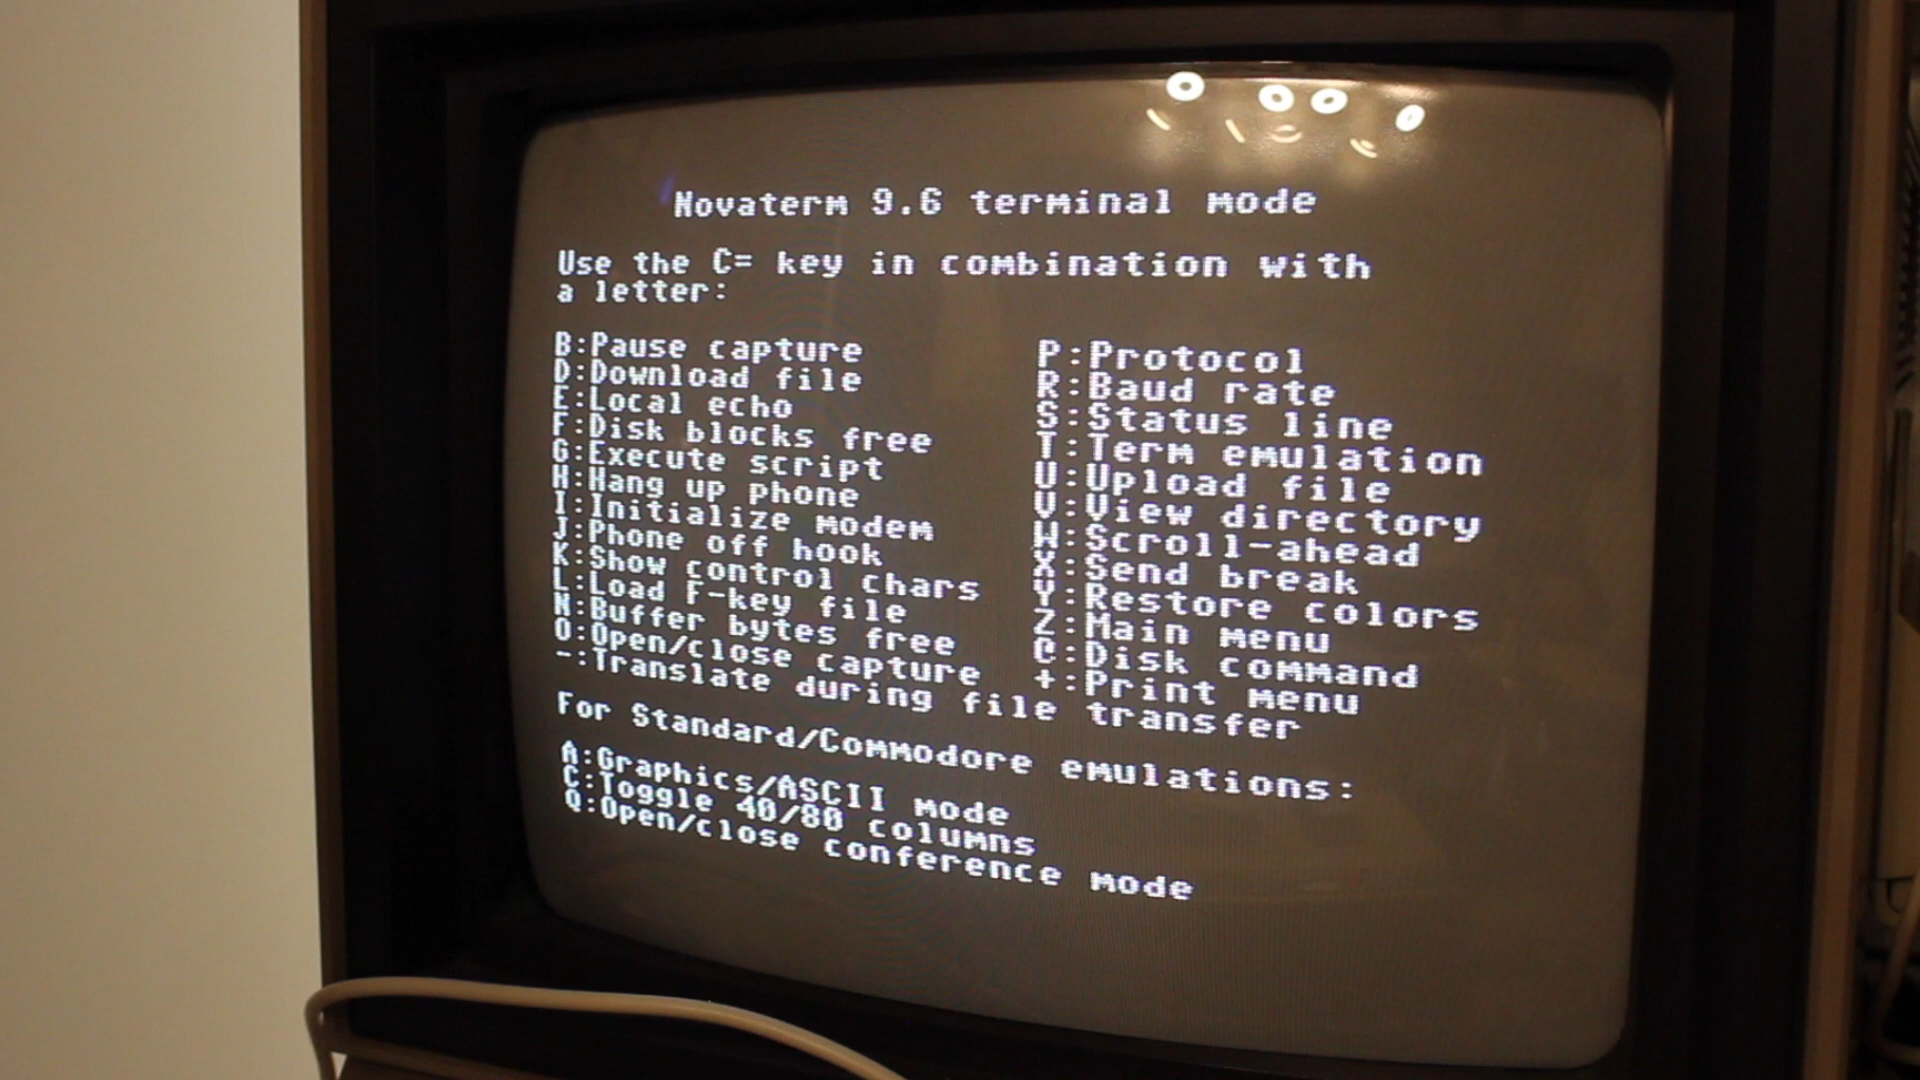 Novaterm 9.6 terminal mode
Use the C= key in combination with
a letter:
B:Pause capture
D:Download file
E:Local echo
F:Disk blocks free
G:Execute script
H:Hang up phone
I:Initialize modem
J:Phone off hook
K:Show control chars
L:Load F-key file
N:Buffer bytes free
O:Open/close capture
-:Translate during file transfer
P:Protocol
R:Baud rate
S:Status line
T:Term emulation
U:Upload file
V:View directory
W:Scroll-ahead
X:Send break
Y:Restore colors
Z:Main menu
@:Disk command
+:Print menu
For Standard/Commodore emulations:
A:Graphics/ASCII mode
C:Toggle 40/80 columns
Q:Open/close conference mode